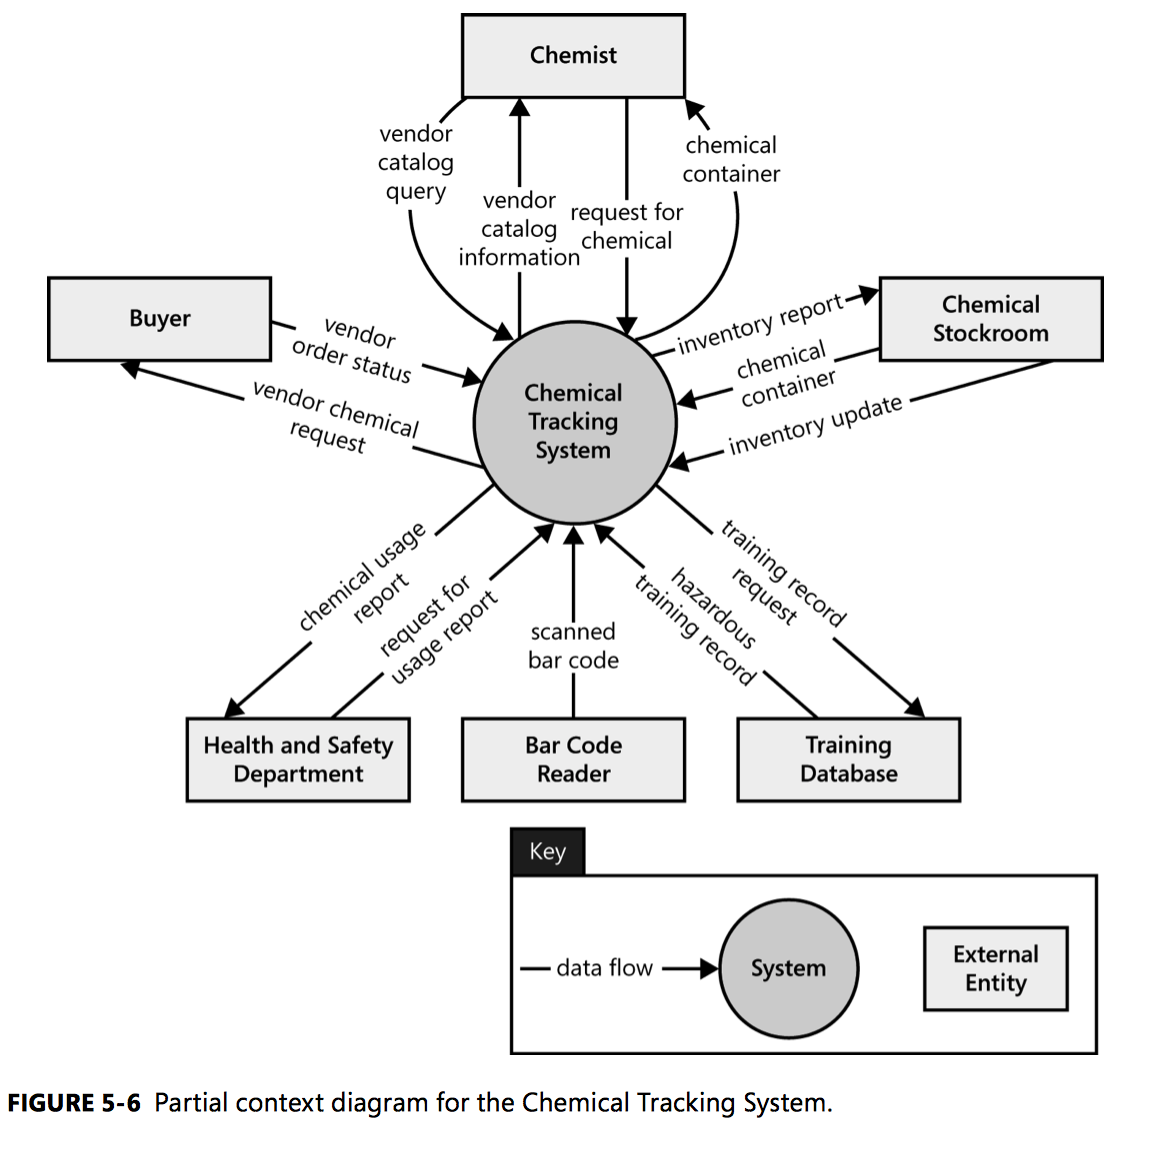 Chemist
vendor
catalog
query
vendor
catalog
information
request for
chemical
chemical
container
Buyer
vendor
order status
vendor chemical
request
Chemical
Tracking
System
inventory report
chemical
container
inventory update
Chemical
Stockroom
chemical usage
report
request for
usage report
scanned
bar code
hazardous
training record
training record
request
Health and Safety
Department
Bar Code
Reader
Training
Database
Key
data flow
System
External
Entity
FIGURE 5-6 Partial context diagram for the Chemical Tracking System.